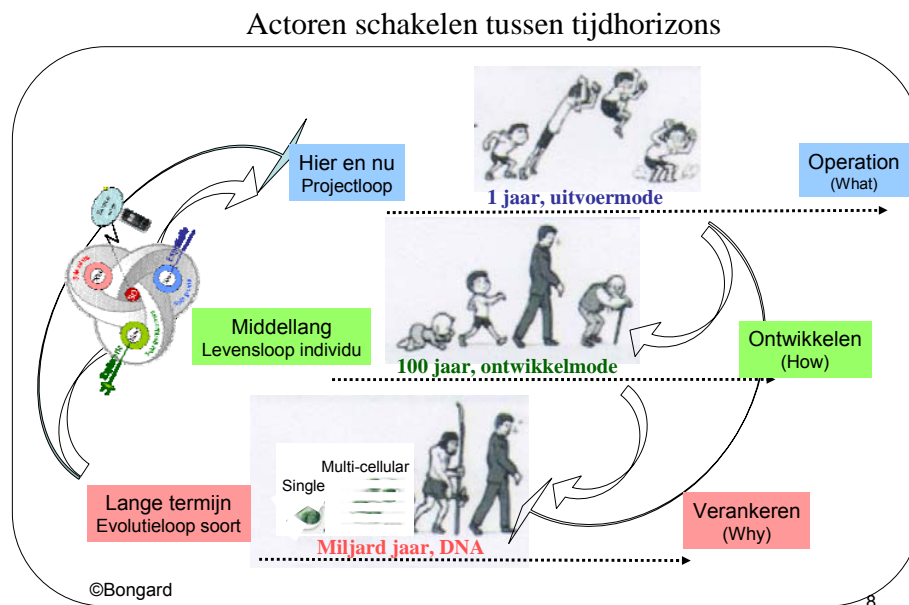 Actoren schakelen tussen tijdhorizons
Hier en nu
Projectloop
1 jaar, uitvoermode
Operation
(What)
Middellang
Levensloop individu
100 jaar, ontwikkelmode
Ontwikkelen
(How)
Multi-cellular
Single
Lange termijn
Evolutieloop soort
Miljard jaar, DNA
Verankeren
(Why)
©Bongard
8